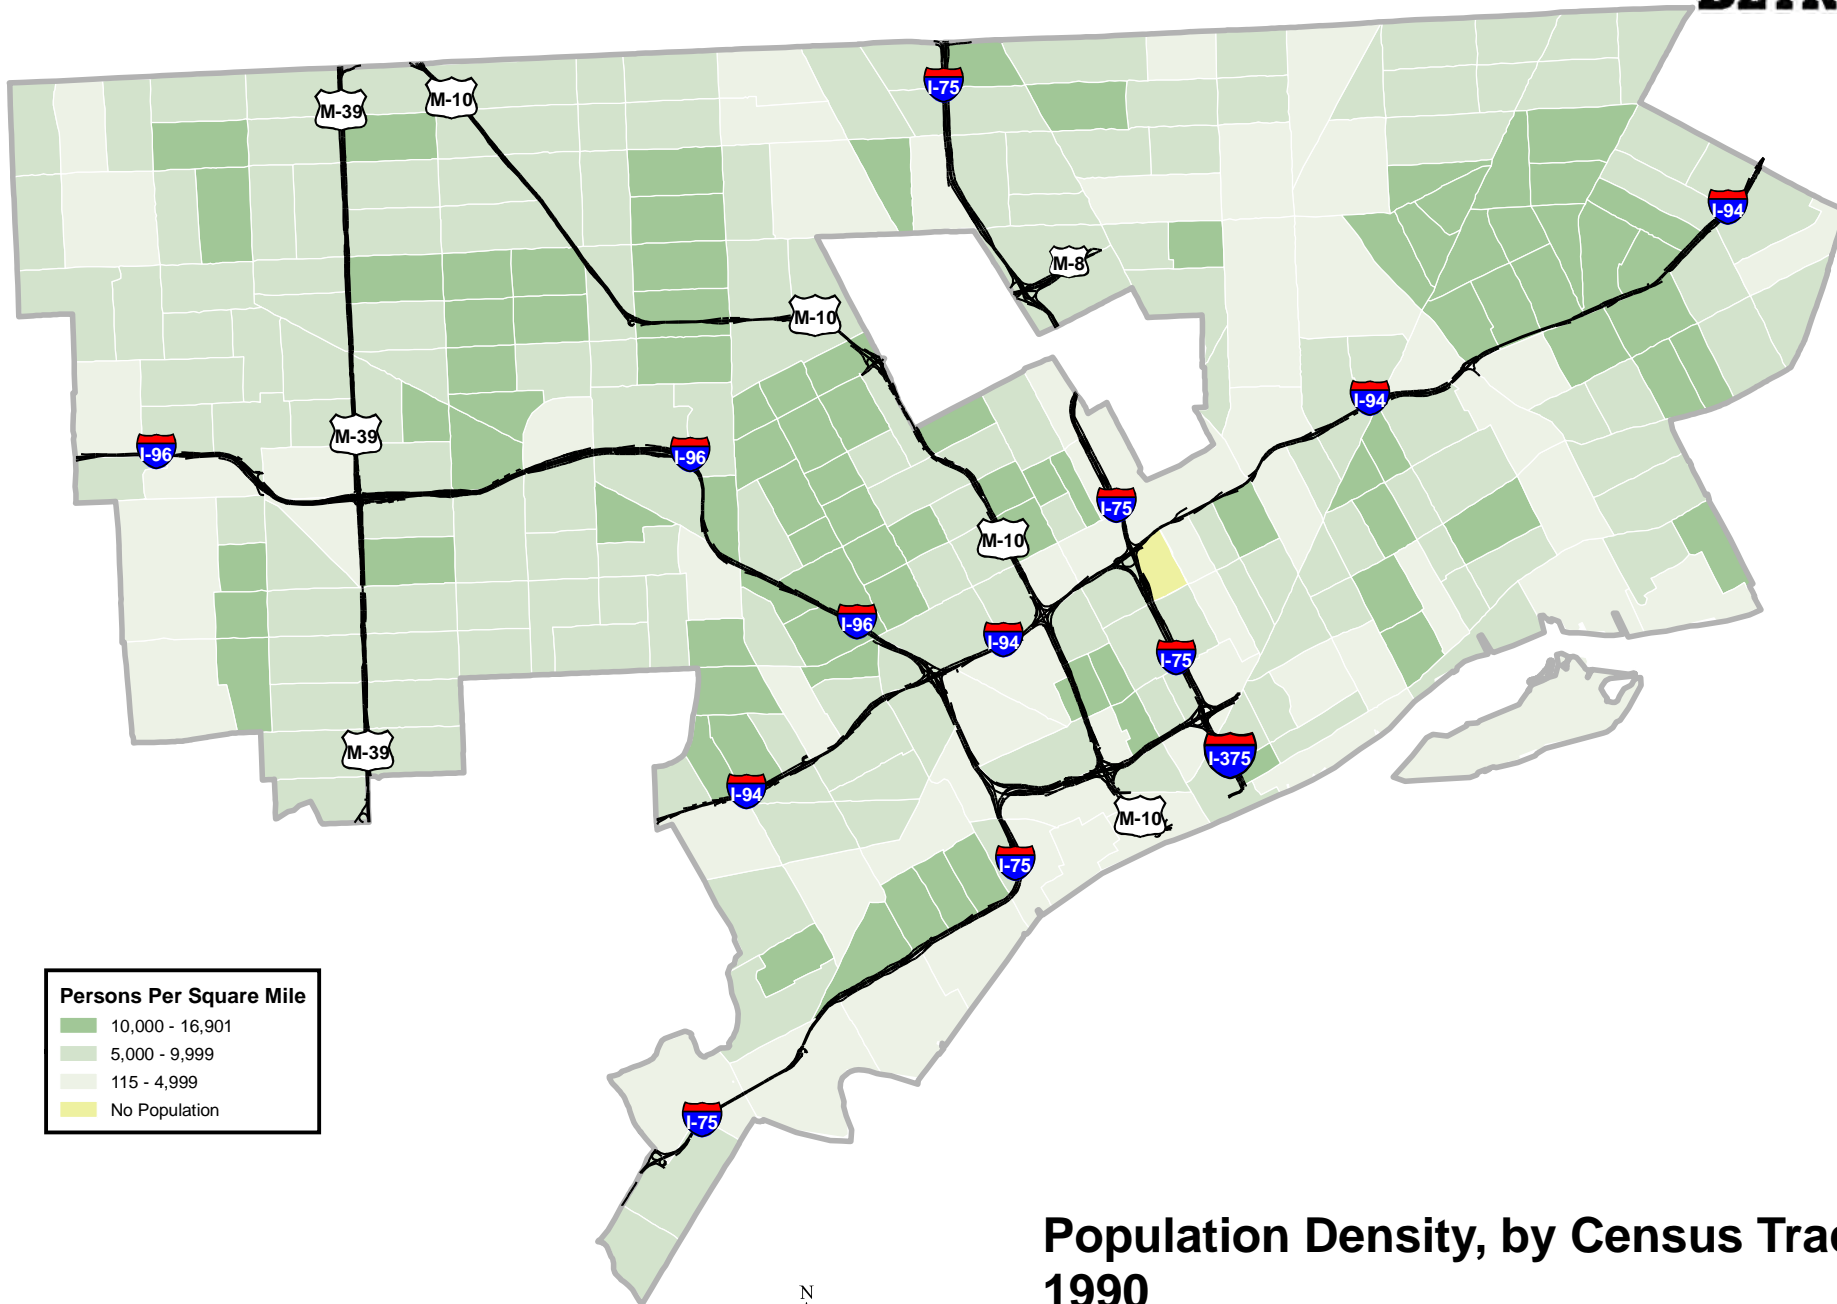 M-39
M-10
I-75
I-94
M-8
M-10
I-94
M-39
I-96
I-96
I-75
M-10
I-96
I-94
I-75
M-39
I-375
I-94
M-10
I-75
Persons Per Square Mile
10,000 - 16,901
5,000 - 9,999
115 - 4,999
No Population
I-75
Population Density, by Census
1990
N